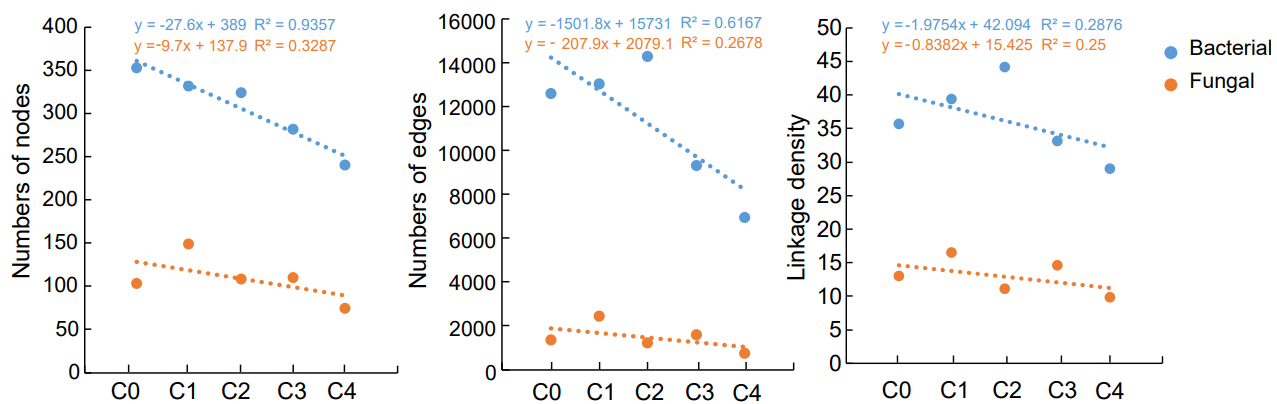 y = -27.6x + 389 R² = 0.9357
y =-9.7x + 137.9 R² = 0.3287
400
350
300
250
200
150
100
50
0
Numbers of nodes
C0 C1 C2 C3 C4
y = -1501.8x + 15731 R² = 0.6167
y = - 207.9x + 2079.1 R² = 0.2678
16000
14000
12000
10000
8000
6000
4000
2000
0
Numbers of edges
C0 C1 C2 C3 C4
y =-1.9754x + 42.094 R² = 0.2876
y =-0.8382x + 15.425 R² = 0.25
50
45
40
35
30
25
20
15
10
5
0
Linkage density
C0 C1 C2 C3 C4
Bacterial
Fungal